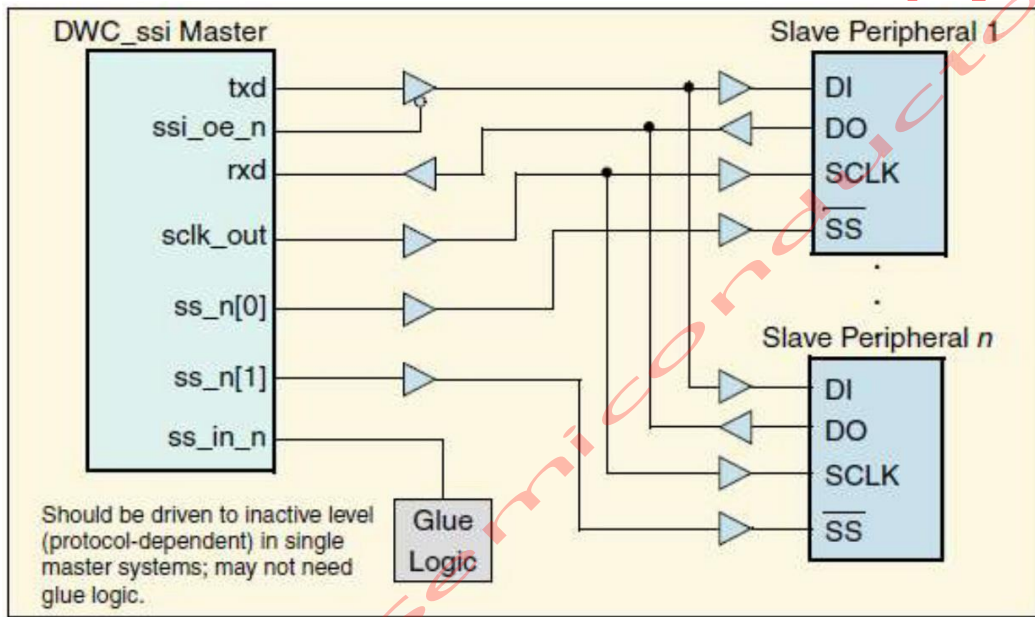 DWC_ssi Master
txd
ssi_oe_n
rxd
sclk_out
ss_n[0]
ss_n[1]
ss_in_n
Should be driven to inactive level
(protocol-dependent) in single
master systems; may not need
glue logic.
Glue
Logic
Slave Peripheral 1
DI
DO
SCLK
SS
Slave Peripheral n
DI
DO
SCLK
SS